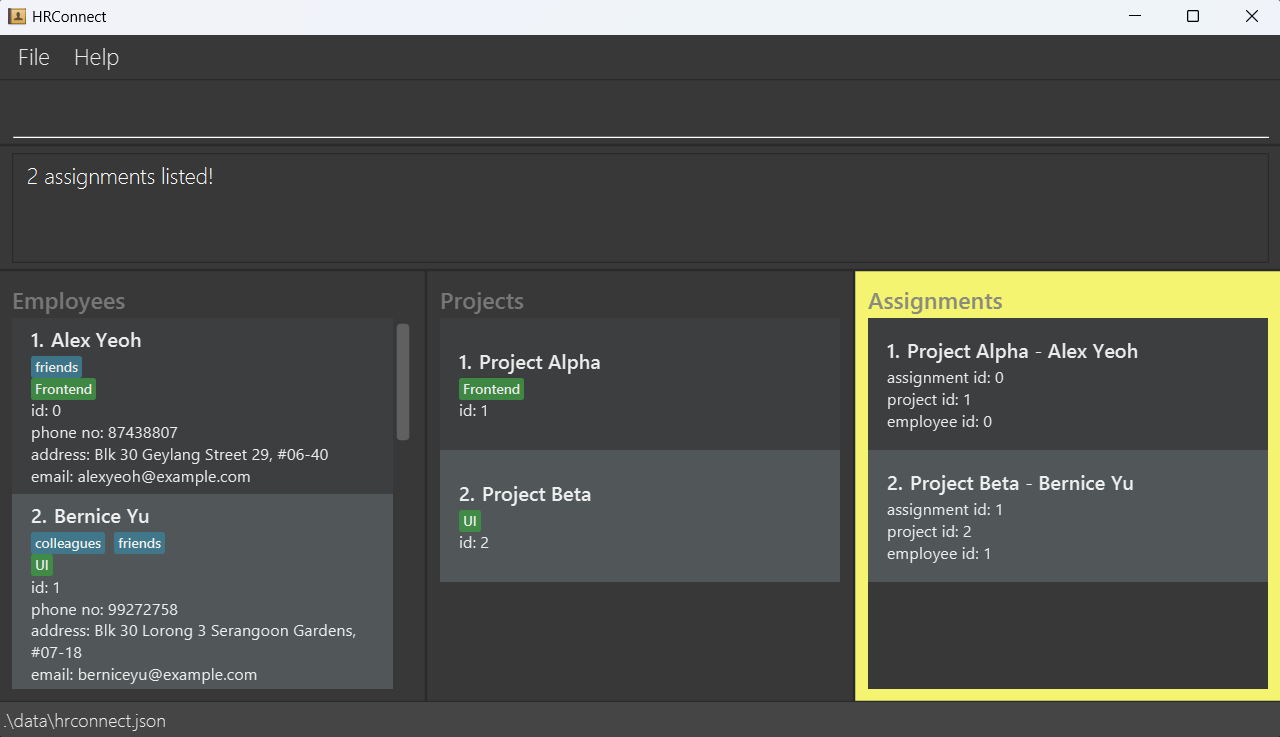 HRConnect
File Help
2 assignments listed!
Employees
1. Alex Yeoh
friends
Frontend
id: 0
phone no: 87438807
address: Blk 30 Geylang Street 29, #06-40
email: alexyeoh@example.com
2. Bernice Yu
colleagues friends
UI
id: 1
phone no: 99272758
address: Blk 30 Lorong 3 Serangoon Gardens,
#07-18
email: berniceyu@example.com
Projects
1. Project Alpha
Frontend
id: 1
2. Project Beta
UI
id: 2
Assignments
1. Project Alpha - Alex Yeoh
assignment id: 0
project id: 1
employee id: 0
2. Project Beta - Bernice Yu
assignment id: 1
project id: 2
employee id: 1
.\data\hrconnect.json